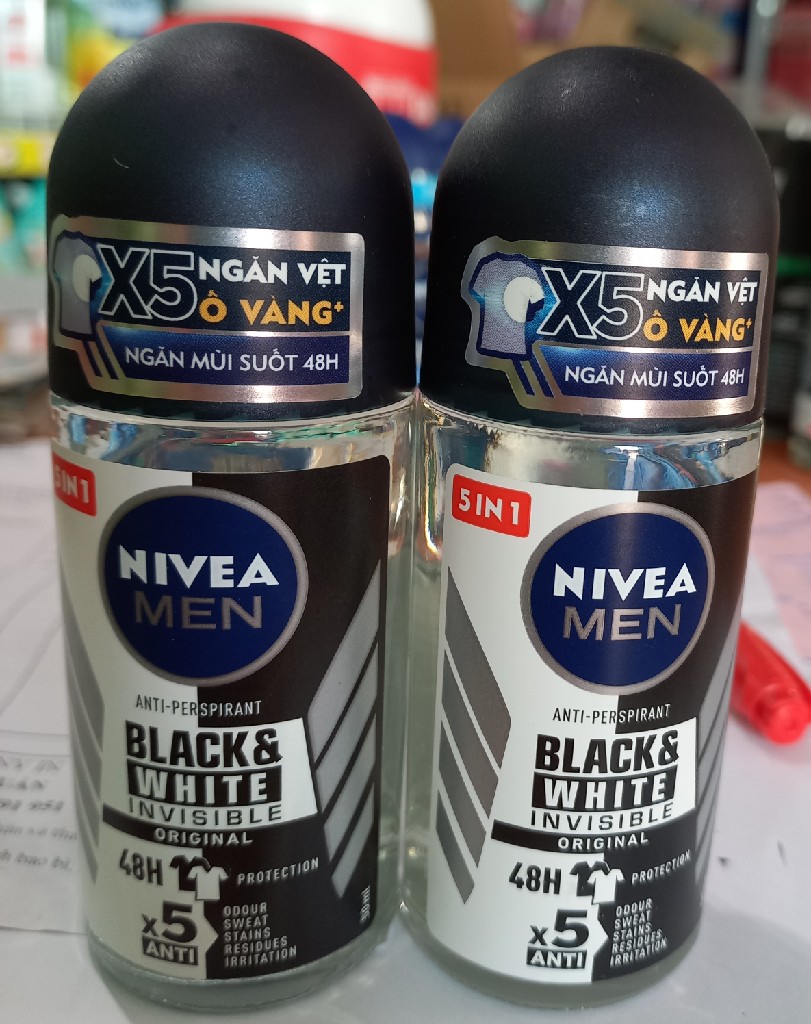 X5 NGĂN VỆT
Ố VÀNG+
NGĂN MÙI SUỐT 48H
5 IN 1
NIVEA
MEN
ANTI-PERSPIRANT
BLACK&
WHITE
INVISIBLE
ORIGINAL
48H PROTECTION
x5
ANTI
ODOUR
SWEAT
STAINS
RESIDUES
IRRITATION
50 ml
X5 NGĂN VỆT
Ố VÀNG+
NGĂN MÙI SUỐT 48H
5 IN 1
NIVEA
MEN
ANTI-PERSPIRANT
BLACK&
WHITE
INVISIBLE
ORIGINAL
48H PROTECTION
x5
ANTI
ODOUR
SWEAT
STAINS
RESIDUES
IRRITATION